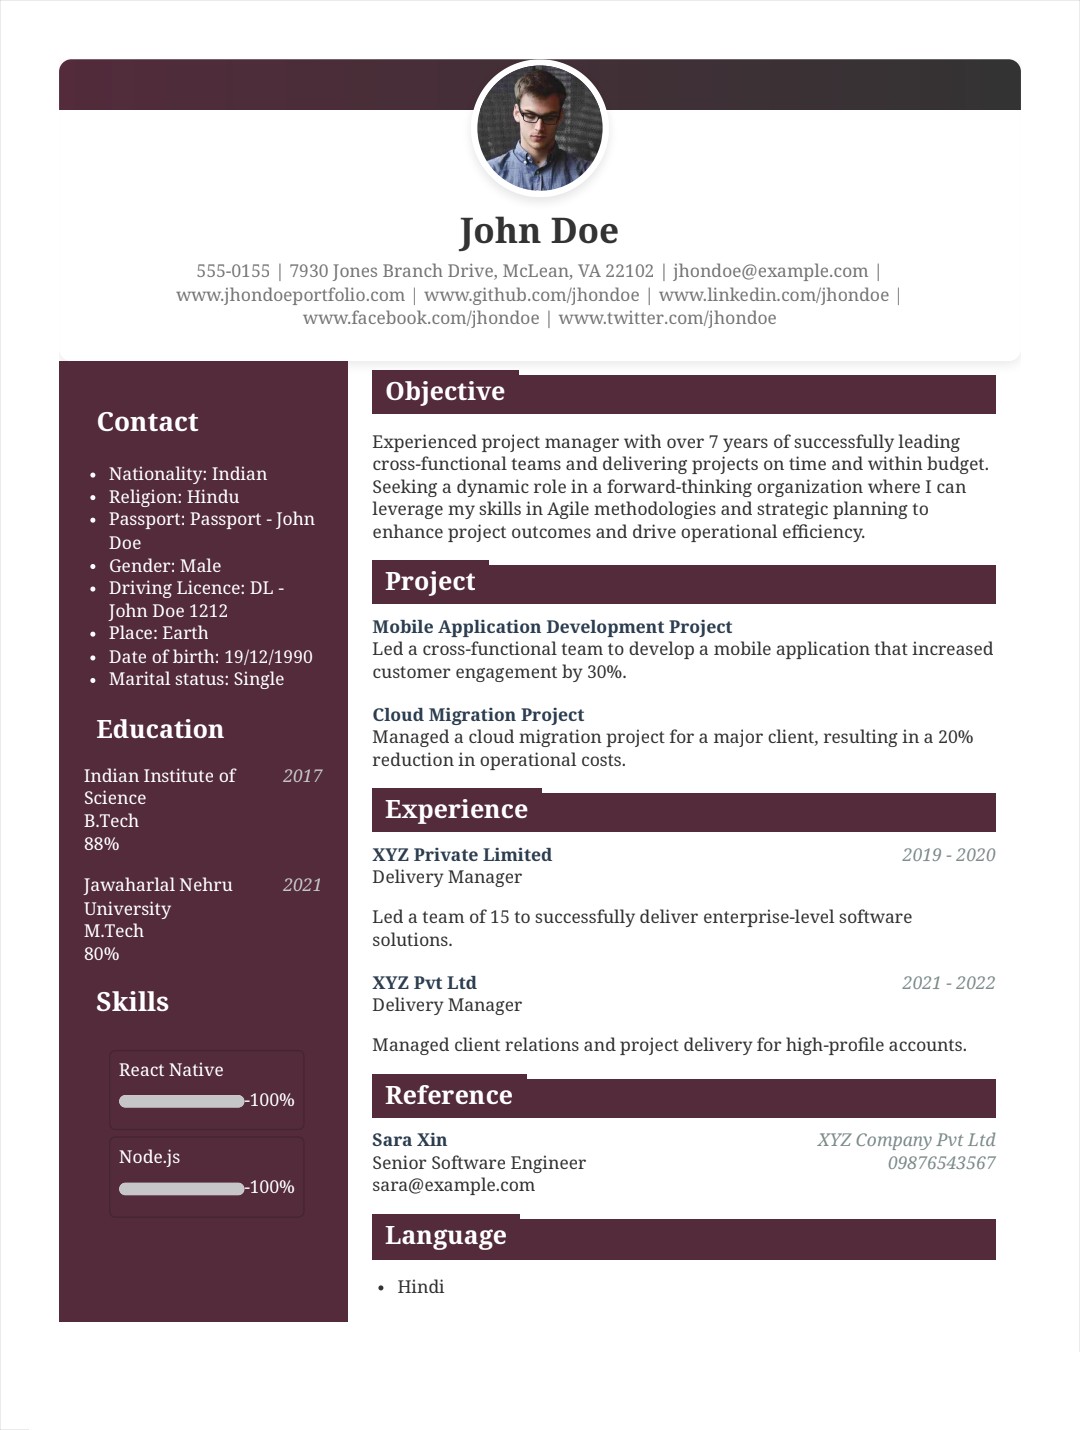 John Doe
555-0155 | 7930 Jones Branch Drive, McLean, VA 22102 | jhondoe@example.com |
www.jhondoeportfolio.com | www.github.com/jhondoe | www.linkedin.com/jhondoe |
www.facebook.com/jhondoe | www.twitter.com/jhondoe
Contact
• Nationality: Indian
• Religion: Hindu
• Passport: Passport - John
Doe
• Gender: Male
• Driving Licence: DL -
John Doe 1212
• Place: Earth
• Date of birth: 19/12/1990
• Marital status: Single
Education
Indian Institute of 2017
Science
B.Tech
88%
Jawaharlal Nehru 2021
University
M.Tech
80%
Skills
React Native
-100%
Node.js
-100%
Objective
Experienced project manager with over 7 years of successfully leading
cross-functional teams and delivering projects on time and within budget.
Seeking a dynamic role in a forward-thinking organization where I can
leverage my skills in Agile methodologies and strategic planning to
enhance project outcomes and drive operational efficiency.
Project
Mobile Application Development Project
Led a cross-functional team to develop a mobile application that increased
customer engagement by 30%.
Cloud Migration Project
Managed a cloud migration project for a major client, resulting in a 20%
reduction in operational costs.
Experience
XYZ Private Limited 2019 - 2020
Delivery Manager
Led a team of 15 to successfully deliver enterprise-level software
solutions.
XYZ Pvt Ltd 2021 - 2022
Delivery Manager
Managed client relations and project delivery for high-profile accounts.
Reference
Sara Xin XYZ Company Pvt Ltd
Senior Software Engineer 09876543567
sara@example.com
Language
• Hindi